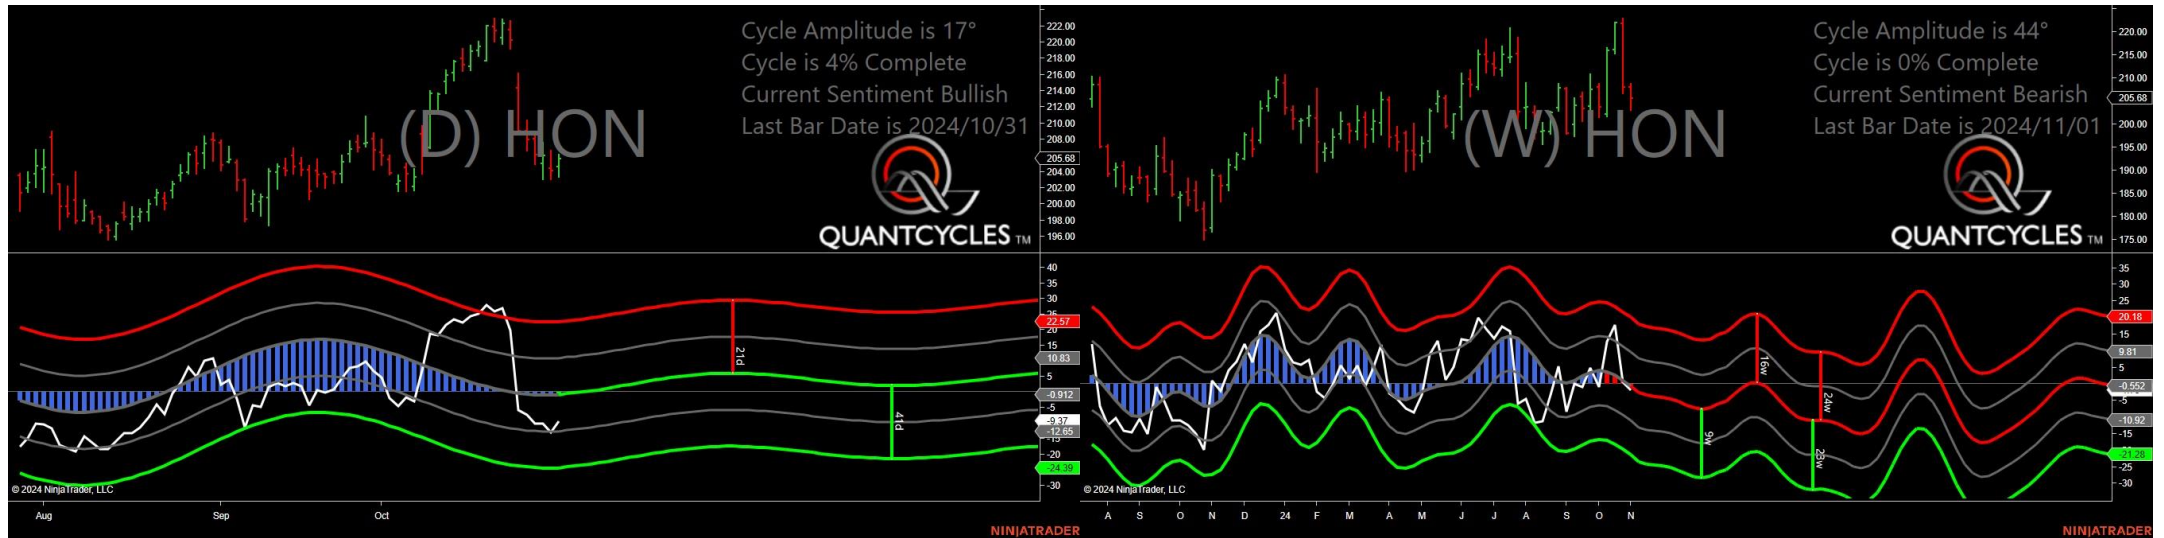 Cycle Amplitude is 17°
Cycle is 4% Complete
Current Sentiment Bullish
Last Bar Date is 2024/10/31
(D) HON
QUANTCYCLES TM
222.00
220.00
218.00
216.00
214.00
212.00
210.00
208.00
205.68
204.00
202.00
200.00
198.00
196.00
40
35
30
25
22.57
20
15
10.83
5
-0.912
-5
-9.37
-12.65
-15
-20
-24.39
-30
21d
41d
© 2024 NinjaTrader, LLC
Aug Sep Oct
NINJATRADER
Cycle Amplitude is 44°
Cycle is 0% Complete
Current Sentiment Bearish
Last Bar Date is 2024/11/01
(W) HON
QUANTCYCLES TM
220.00
215.00
210.00
205.68
200.00
195.00
190.00
185.00
180.00
175.00
35
30
25
20.18
15
9.81
5
-0.552
-5
-10.92
-15
-21.28
-25
-30
16w
24w
9w
23w
© 2024 NinjaTrader, LLC
A S O N D 24 F M A M J J A S O N
NINJATRADER